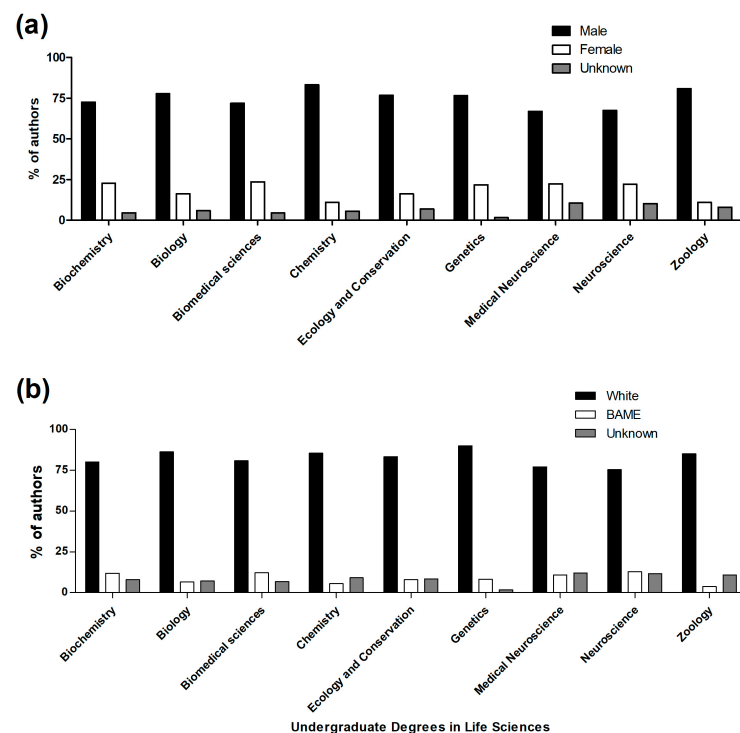 (a)
Male
Female
Unknown
100
75
50
25
0
% of authors
Biochemistry
Biology
Biomedical sciences
Chemistry
Ecology and Conservation
Genetics
Medical Neuroscience
Neuroscience
Zoology
(b)
White
BAME
Unknown
100
75
50
25
0
% of authors
Biochemistry
Biology
Biomedical sciences
Chemistry
Ecology and Conservation
Genetics
Medical Neuroscience
Neuroscience
Zoology
Undergraduate Degrees in Life Sciences